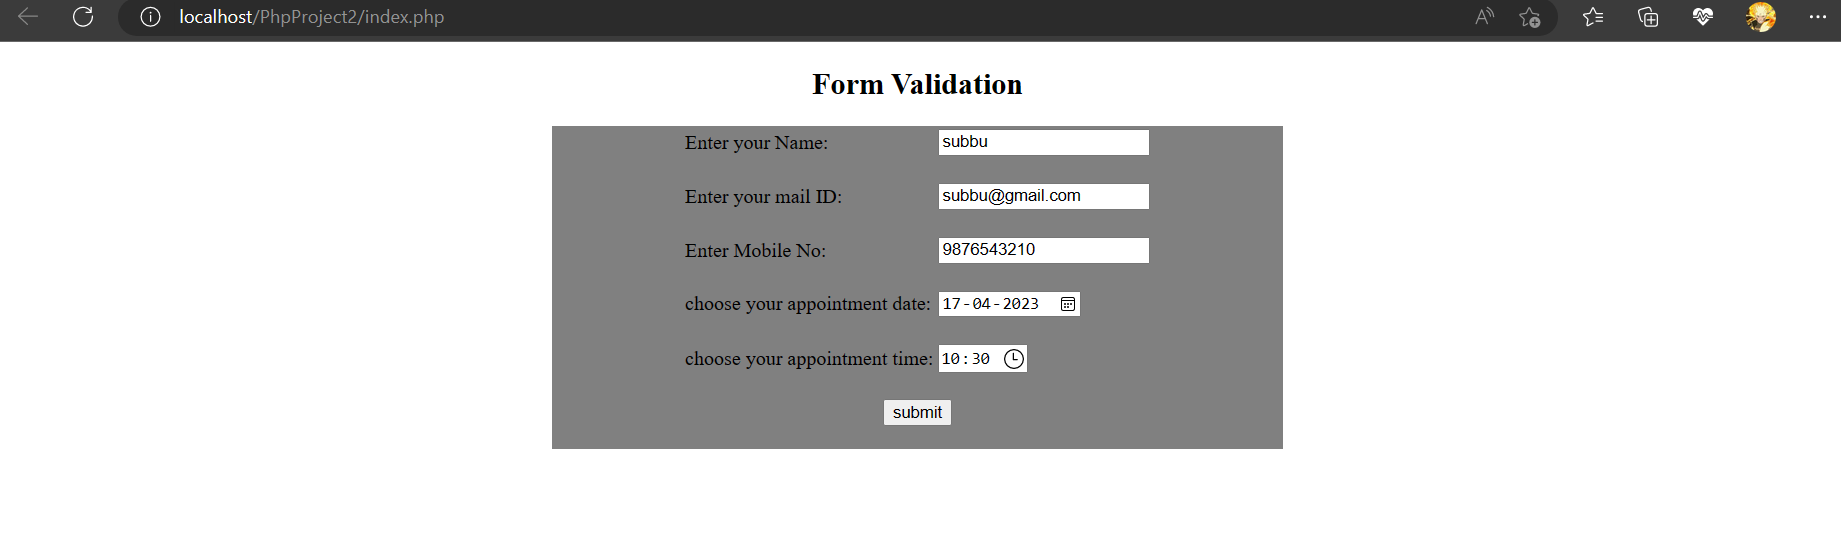 localhost/PhpProject2/index.php
Form Validation
Enter your Name: subbu
Enter your mail ID: subbu@gmail.com
Enter Mobile No: 9876543210
choose your appointment date: 17-04-2023
choose your appointment time: 10:30
submit